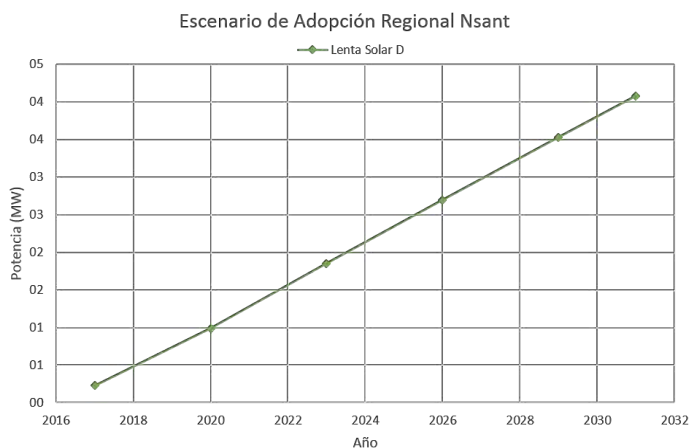 Escenario de Adopción Regional Nsant
Lenta Solar D
05
04
04
03
03
02
02
01
01
00
Potencia (MW)
2016 2018 2020 2022 2024 2026 2028 2030 2032
Año